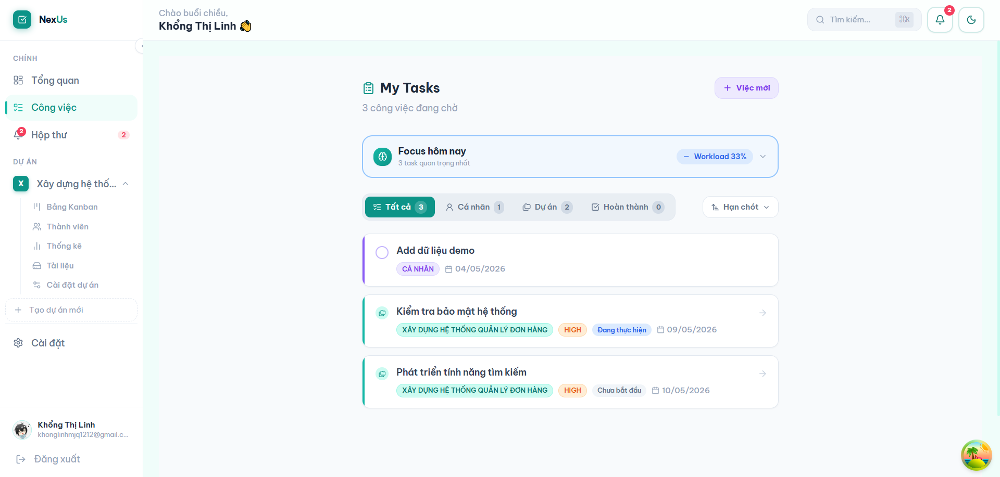 NexUs
Chào buổi chiều,
Khổng Thị Linh 👋
Tìm kiếm...
⌘K
2
CHÍNH
Tổng quan
Công việc
2
Hộp thư
2
DỰ ÁN
X
Xây dựng hệ thố...
Bảng Kanban
Thành viên
Thống kê
Tài liệu
Cài đặt dự án
Tạo dự án mới
Cài đặt
Khổng Thị Linh
khonglinhmjq1212@gmail.c...
Đăng xuất
My Tasks
Việc mới
3 công việc đang chờ
Focus hôm nay
3 task quan trọng nhất
Workload 33%
Tất cả 3
Cá nhân 1
Dự án 2
Hoàn thành 0
Hạn chót
Add dữ liệu demo
CÁ NHÂN 04/05/2026
Kiểm tra bảo mật hệ thống
XÂY DỰNG HỆ THỐNG QUẢN LÝ ĐƠN HÀNG HIGH Đang thực hiện 09/05/2026
Phát triển tính năng tìm kiếm
XÂY DỰNG HỆ THỐNG QUẢN LÝ ĐƠN HÀNG HIGH Chưa bắt đầu 10/05/2026